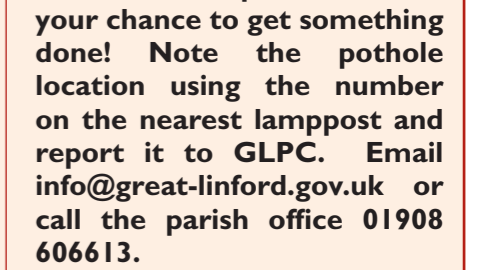 your chance to get something
done! Note the pothole
location using the number
on the nearest lamppost and
report it to GLPC. Email
info@great-linford.gov.uk or
call the parish office 01908
606613.